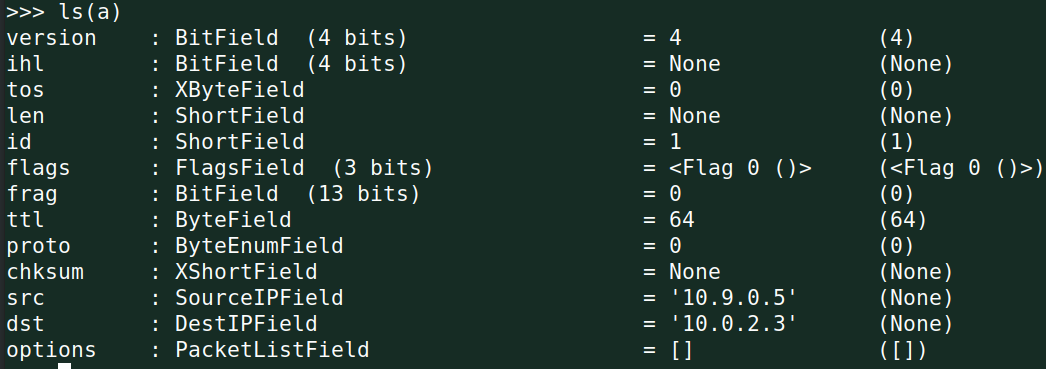 >>> ls(a)
version    : BitField  (4 bits)                  = 4               (4)
ihl        : BitField  (4 bits)                  = None            (None)
tos        : XByteField                          = 0               (0)
len        : ShortField                          = None            (None)
id         : ShortField                          = 1               (1)
flags      : FlagsField  (3 bits)                = <Flag 0 ()>     (<Flag 0 ()>)
frag       : BitField  (13 bits)                 = 0               (0)
ttl        : ByteField                           = 64              (64)
proto      : ByteEnumField                       = 0               (0)
chksum     : XShortField                         = None            (None)
src        : SourceIPField                       = '10.9.0.5'      (None)
dst        : DestIPField                         = '10.0.2.3'      (None)
options    : PacketListField                     = []              ([])